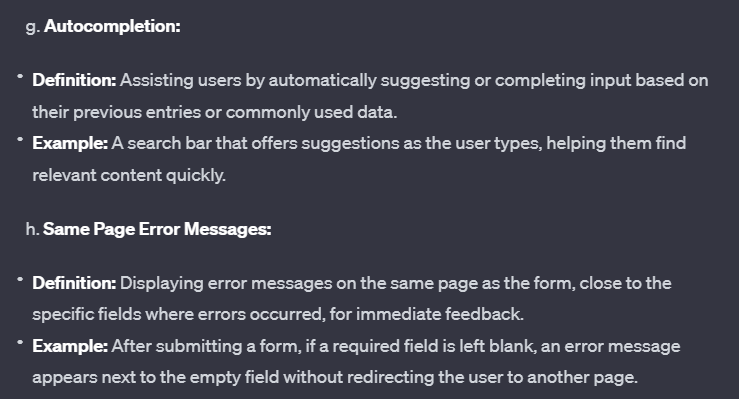 g. Autocompletion:
• Definition: Assisting users by automatically suggesting or completing input based on
their previous entries or commonly used data.
• Example: A search bar that offers suggestions as the user types, helping them find
relevant content quickly.
h. Same Page Error Messages:
• Definition: Displaying error messages on the same page as the form, close to the
specific fields where errors occurred, for immediate feedback.
• Example: After submitting a form, if a required field is left blank, an error message
appears next to the empty field without redirecting the user to another page.